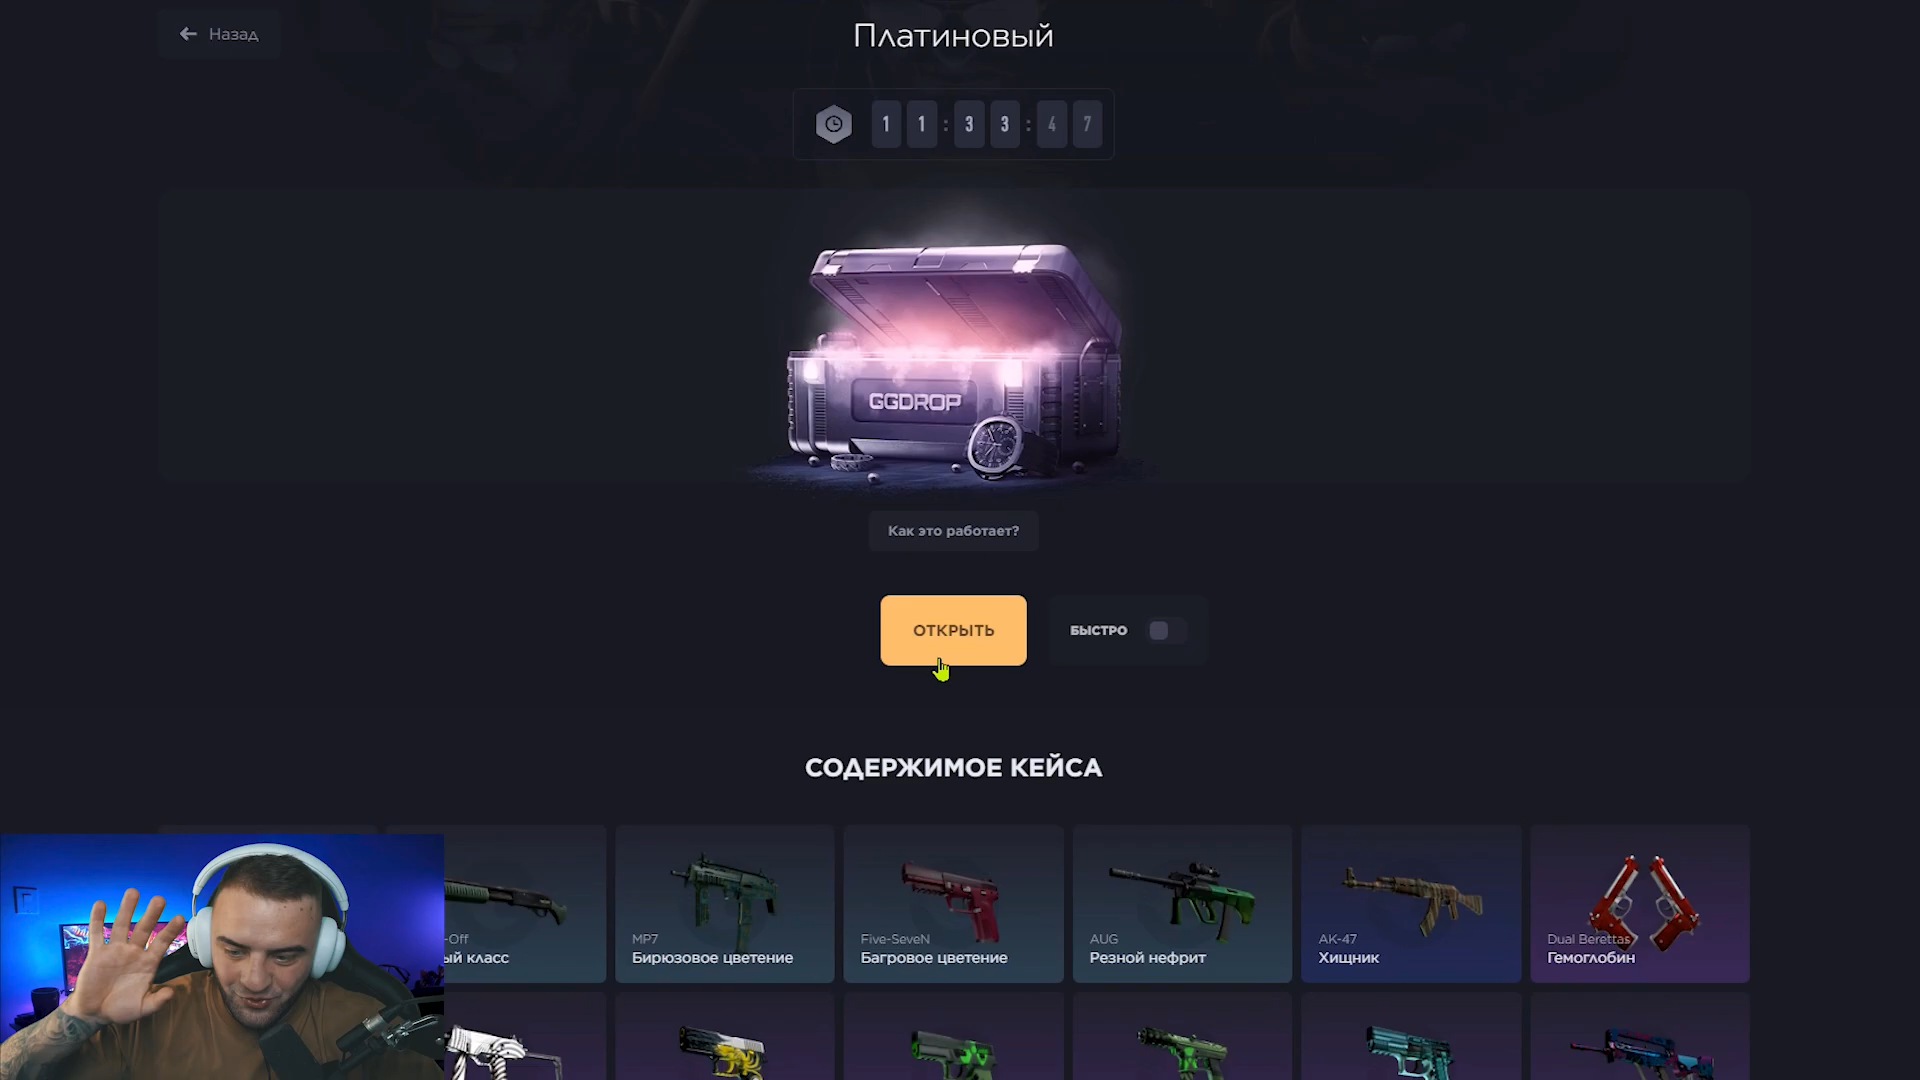 Назад
Платиновый
11:33:47
GGDROP
Как это работает?
ОТКРЫТЬ
БЫСТРО
СОДЕРЖИМОЕ КЕЙСА
-Off
ый класс
MP7
Бирюзовое цветение
Five-SeveN
Багровое цветение
AUG
Резной нефрит
AK-47
Хищник
Dual Berettas
Гемоглобин